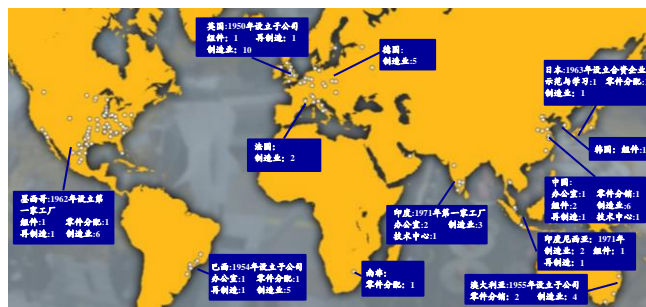 英国:1950年设立子公司
组件：1 再制造：1
制造业：10
德国:
制造业:5
日本:1963年设立合资企业
示范与学习:1 零件分配:
制造业：1
法国:
制造业：2
韩国：组件:1
墨西哥:1962年设立第
一家工厂
组件:1 零件分配:1
再制造：1 制造业:6
中国:
办公室:1 零件分销:1
组件:2 制造业:6
再制造:1 技术中心:1
印度:1971年第一家工厂
办公室:2 制造业:3
技术中心:1
印度尼西亚：1971年
制造业：2 组件：1
再制造：1
巴西:1954年设立子公司
办公室:1 零件分配:1
再制造:1 制造业:5
南非:
零件分配：1
澳大利亚:1955年设立子公司
零件分销：2 制造业：4